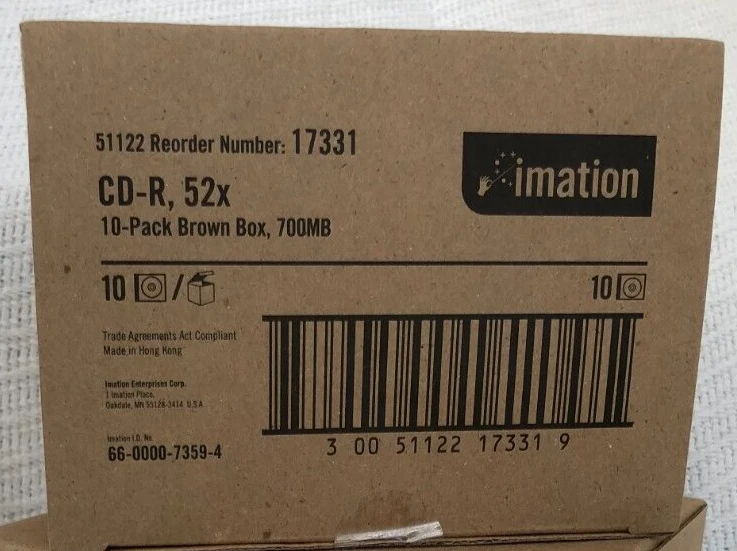 51122 Reorder Number: 17331
imation
CD-R, 52x
10-Pack Brown Box, 700MB
10 / 10
Trade Agreements Act Compliant
Made in Hong Kong
Imation Enterprises Corp.
1 Imation Place,
Oakdale, MN 55128-3414 U.S.A.
Imation I.D. No.
66-0000-7359-4
3 00 51122 17331 9